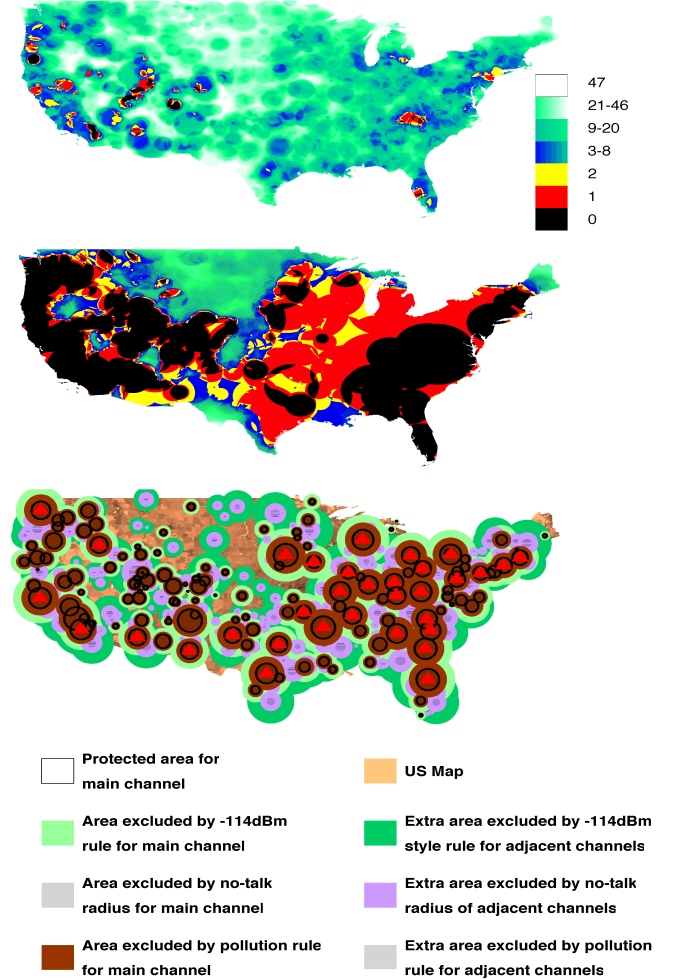 47
21-46
9-20
3-8
2
1
0
Protected area for
main channel
US Map
Area excluded by -114dBm
rule for main channel
Extra area excluded by -114dBm
style rule for adjacent channels
Area excluded by no-talk
radius for main channel
Extra area excluded by no-talk
radius of adjacent channels
Area excluded by pollution rule
for main channel
Extra area excluded by pollution
rule for adjacent channels